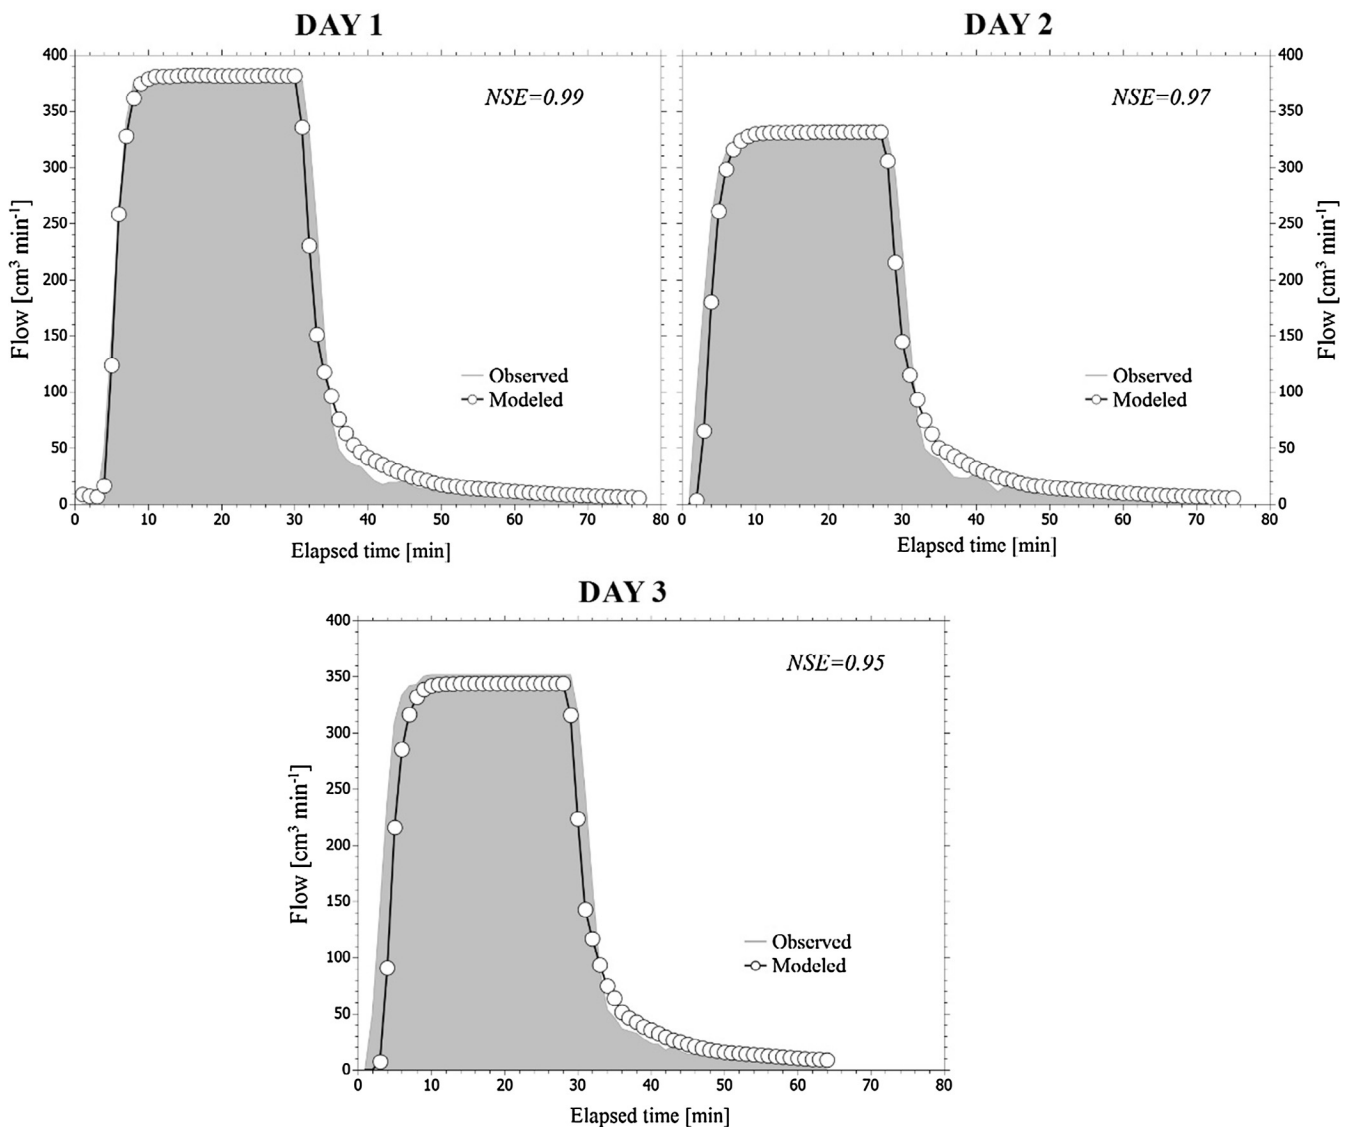 DAY 1
DAY 2
400
350
300
250
200
150
100
50
0
Flow [cm³ min⁻¹]
NSE=0.99
Observed
Modeled
0 10 20 30 40 50 60 70 80
Elapsed time [min]
NSE=0.97
Observed
Modeled
0 10 20 30 40 50 60 70 80
Elapsed time [min]
400
350
300
250
200
150
100
50
0
Flow [cm³ min⁻¹]
DAY 3
400
350
300
250
200
150
100
50
0
Flow [cm³ min⁻¹]
NSE=0.95
Observed
Modeled
0 10 20 30 40 50 60 70 80
Elapsed time [min]